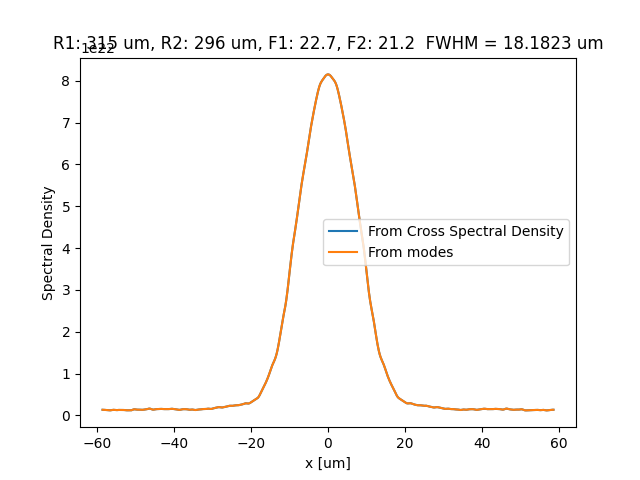 R1: 315 um, R2: 296 um, F1: 22.7, F2: 21.2  FWHM = 18.1823 um
1e22
8
7
6
5
4
3
2
1
0
Spectral Density
From Cross Spectral Density
From modes
−60 −40 −20 0 20 40 60
x [um]